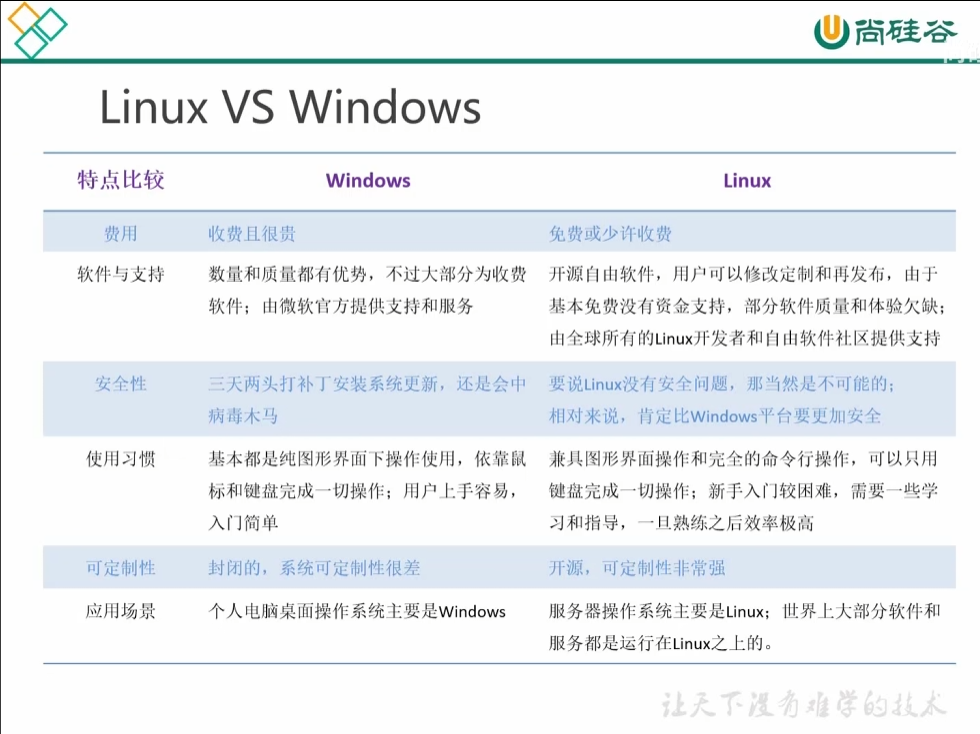 尚硅谷
Linux VS Windows
特点比较 Windows Linux
费用 收费且很贵 免费或少许收费
软件与支持 数量和质量都有优势，不过大部分为收费
软件；由微软官方提供支持和服务
开源自由软件，用户可以修改定制和再发布，由于
基本免费没有资金支持，部分软件质量和体验欠缺；
由全球所有的Linux开发者和自由软件社区提供支持
安全性 三天两头打补丁安装系统更新，还是会中
病毒木马
要说Linux没有安全问题，那当然是不可能的；
相对来说，肯定比Windows平台要更加安全
使用习惯 基本都是纯图形界面下操作使用，依靠鼠
标和键盘完成一切操作；用户上手容易，
入门简单
兼具图形界面操作和完全的命令行操作，可以只用
键盘完成一切操作；新手入门较困难，需要一些学
习和指导，一旦熟练之后效率极高
可定制性 封闭的，系统可定制性很差 开源，可定制性非常强
应用场景 个人电脑桌面操作系统主要是Windows
服务器操作系统主要是Linux；世界上大部分软件和
服务都是运行在Linux之上的。
让天下没有难学的技术